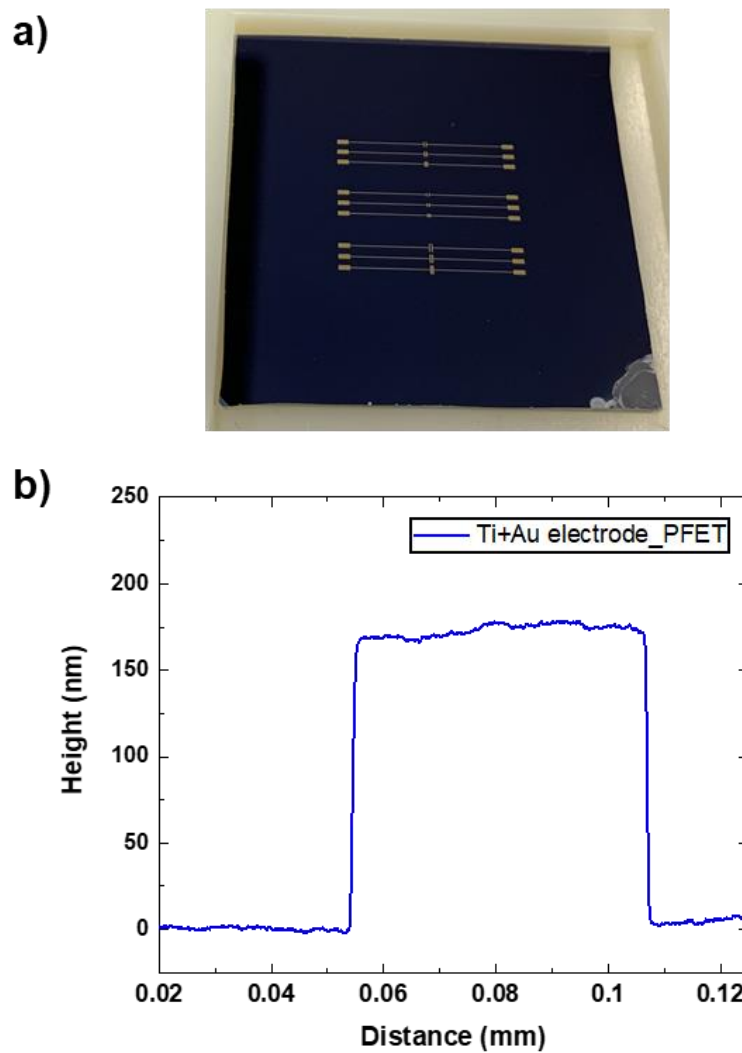 a)
b)
250
Ti+Au electrode_PFET
200
150
100
50
0
Height (nm)
0.02 0.04 0.06 0.08 0.1 0.12
Distance (mm)